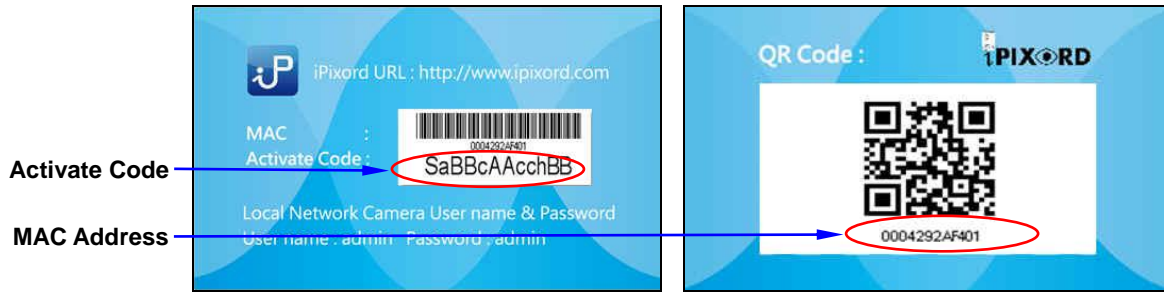 iPixord URL : http://www.ipixord.com
MAC :
0004292AF401
Activate Code :
SaBBcAAcchBB
Local Network Camera User name & Password
User name : admin Password : admin
Activate Code
MAC Address
QR Code :
iPIXORD
0004292AF401